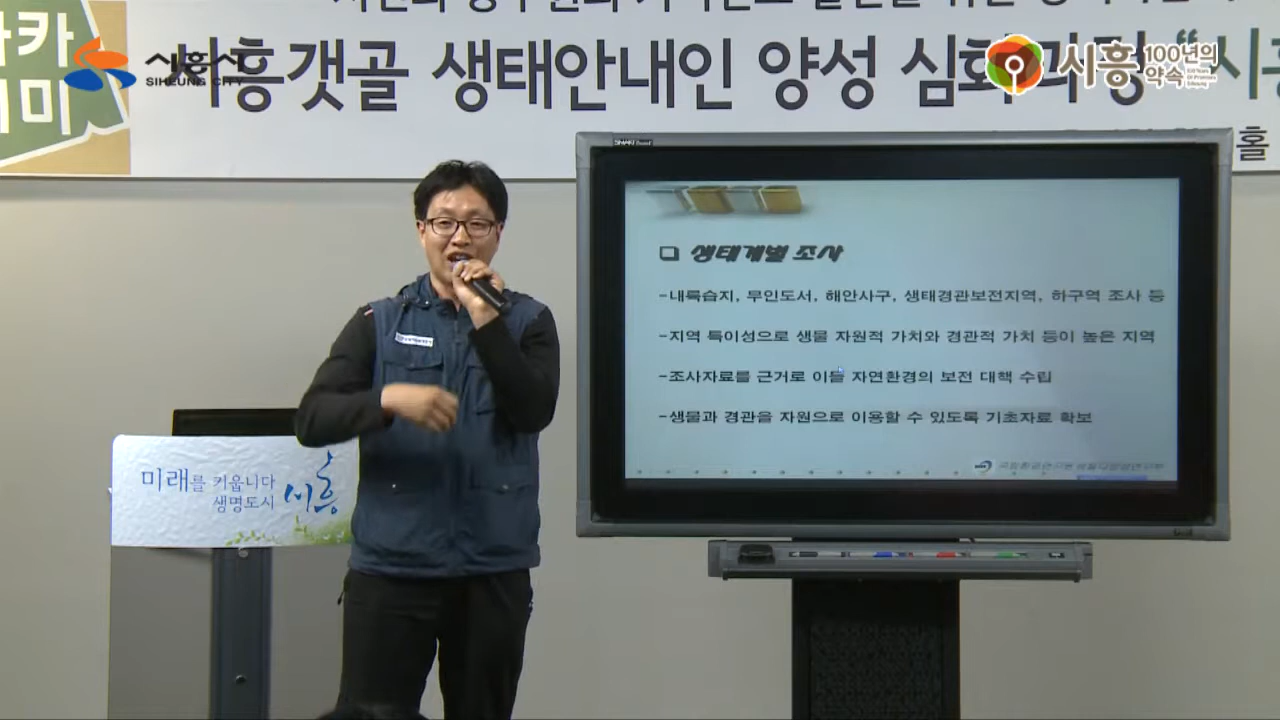 시흥갯골 생태안내인 양성 심화과정 "시흥
시흥시
SIHEUNG CITY
시흥 100년의
약속
홀
SMART Board
❏ 생태계별 조사
-내륙습지, 무인도서, 해안사구, 생태경관보전지역, 하구역 조사 등
-지역 특이성으로 생물 자원적 가치와 경관적 가치 등이 높은 지역
-조사자료를 근거로 이들 자연환경의 보전 대책 수립
-생물과 경관을 자원으로 이용할 수 있도록 기초자료 확보
미래를 키웁니다
생명도시 시흥